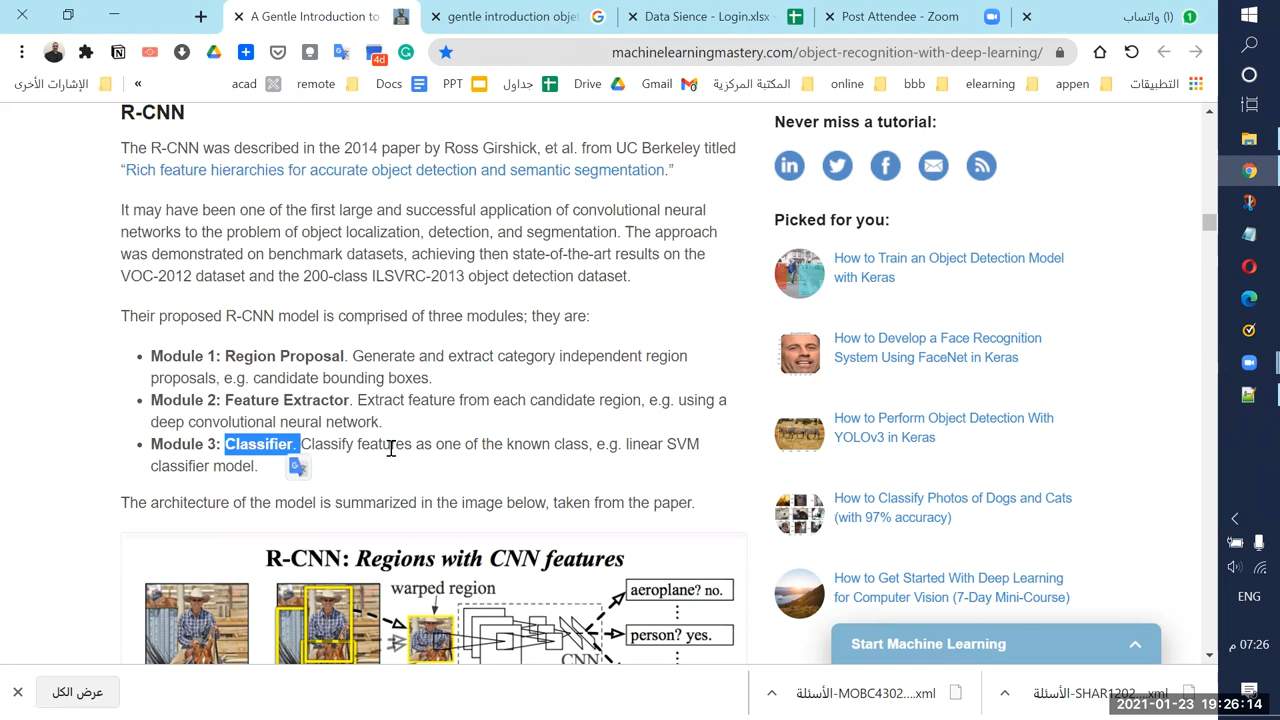 A Gentle Introduction to
gentle introduction obje
Data Sience - Login.xlsx
Post Attendee - Zoom
(1) واتساب
machinelearningmastery.com/object-recognition-with-deep-learning/
4d
الإشارات الأخرى
«
acad
remote
Docs
PPT
جداول
Drive
Gmail
المكتبة المركزية
online
bbb
elearning
appen
التطبيقات
R-CNN
The R-CNN was described in the 2014 paper by Ross Girshick, et al. from UC Berkeley titled
“Rich feature hierarchies for accurate object detection and semantic segmentation.”
It may have been one of the first large and successful application of convolutional neural
networks to the problem of object localization, detection, and segmentation. The approach
was demonstrated on benchmark datasets, achieving then state-of-the-art results on the
VOC-2012 dataset and the 200-class ILSVRC-2013 object detection dataset.
Their proposed R-CNN model is comprised of three modules; they are:
• Module 1: Region Proposal. Generate and extract category independent region
proposals, e.g. candidate bounding boxes.
• Module 2: Feature Extractor. Extract feature from each candidate region, e.g. using a
deep convolutional neural network.
• Module 3: Classifier. Classify features as one of the known class, e.g. linear SVM
classifier model.
The architecture of the model is summarized in the image below, taken from the paper.
R-CNN: Regions with CNN features
warped region
aeroplane? no.
person? yes.
CNN
Never miss a tutorial:
Picked for you:
How to Train an Object Detection Model
with Keras
How to Develop a Face Recognition
System Using FaceNet in Keras
How to Perform Object Detection With
YOLOv3 in Keras
How to Classify Photos of Dogs and Cats
(with 97% accuracy)
How to Get Started With Deep Learning
for Computer Vision (7-Day Mini-Course)
Start Machine Learning
ENG
07:26 م
عرض الكل
الأسئلة-MOBC4302....xml
الأسئلة-SHAR1202....xml
2021-01-23 19:26:14